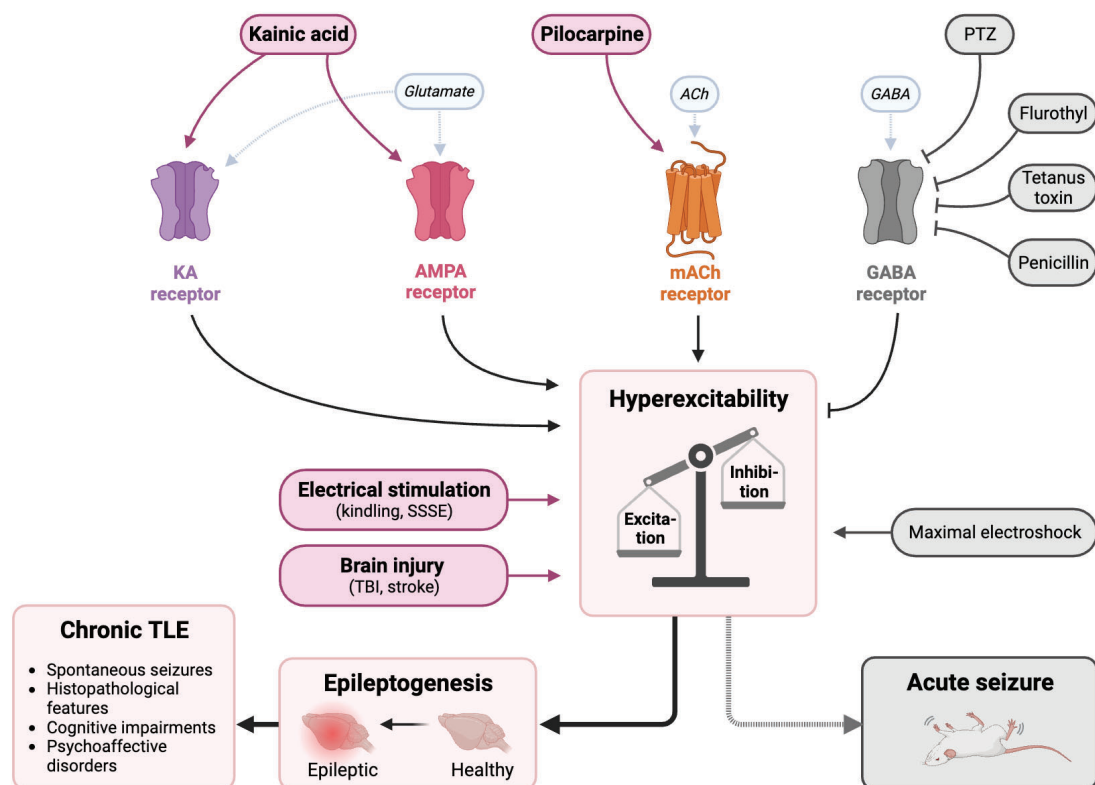 Kainic acid
Pilocarpine
PTZ
Glutamate
ACh
GABA
Flurothyl
Tetanus
toxin
Penicillin
KA
receptor
AMPA
receptor
mACh
receptor
GABA
receptor
Hyperexcitability
Inhibi-
tion
Excita-
tion
Electrical stimulation
(kindling, SSSE)
Maximal electroshock
Brain injury
(TBI, stroke)
Chronic TLE
• Spontaneous seizures
• Histopathological
features
• Cognitive impairments
• Psychoaffective
disorders
Epileptogenesis
Epileptic
Healthy
Acute seizure